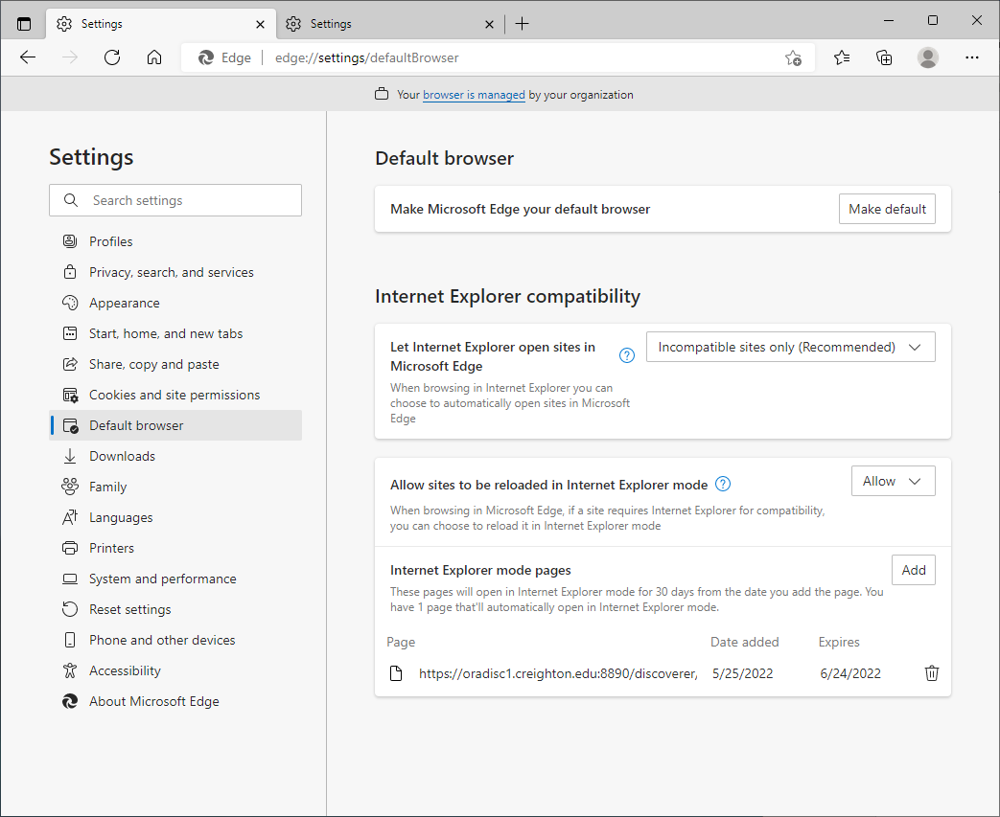 Settings
Settings
Edge
edge://settings/defaultBrowser
Your browser is managed by your organization
Settings
Search settings
Profiles
Privacy, search, and services
Appearance
Start, home, and new tabs
Share, copy and paste
Cookies and site permissions
Default browser
Downloads
Family
Languages
Printers
System and performance
Reset settings
Phone and other devices
Accessibility
About Microsoft Edge
Default browser
Make Microsoft Edge your default browser
Make default
Internet Explorer compatibility
Let Internet Explorer open sites in
Microsoft Edge
Incompatible sites only (Recommended)
When browsing in Internet Explorer you can
choose to automatically open sites in Microsoft
Edge
Allow sites to be reloaded in Internet Explorer mode
Allow
When browsing in Microsoft Edge, if a site requires Internet Explorer for compatibility,
you can choose to reload it in Internet Explorer mode
Internet Explorer mode pages
Add
These pages will open in Internet Explorer mode for 30 days from the date you add the page. You
have 1 page that'll automatically open in Internet Explorer mode.
Page Date added Expires
https://oradisc1.creighton.edu:8890/discoverer, 5/25/2022 6/24/2022